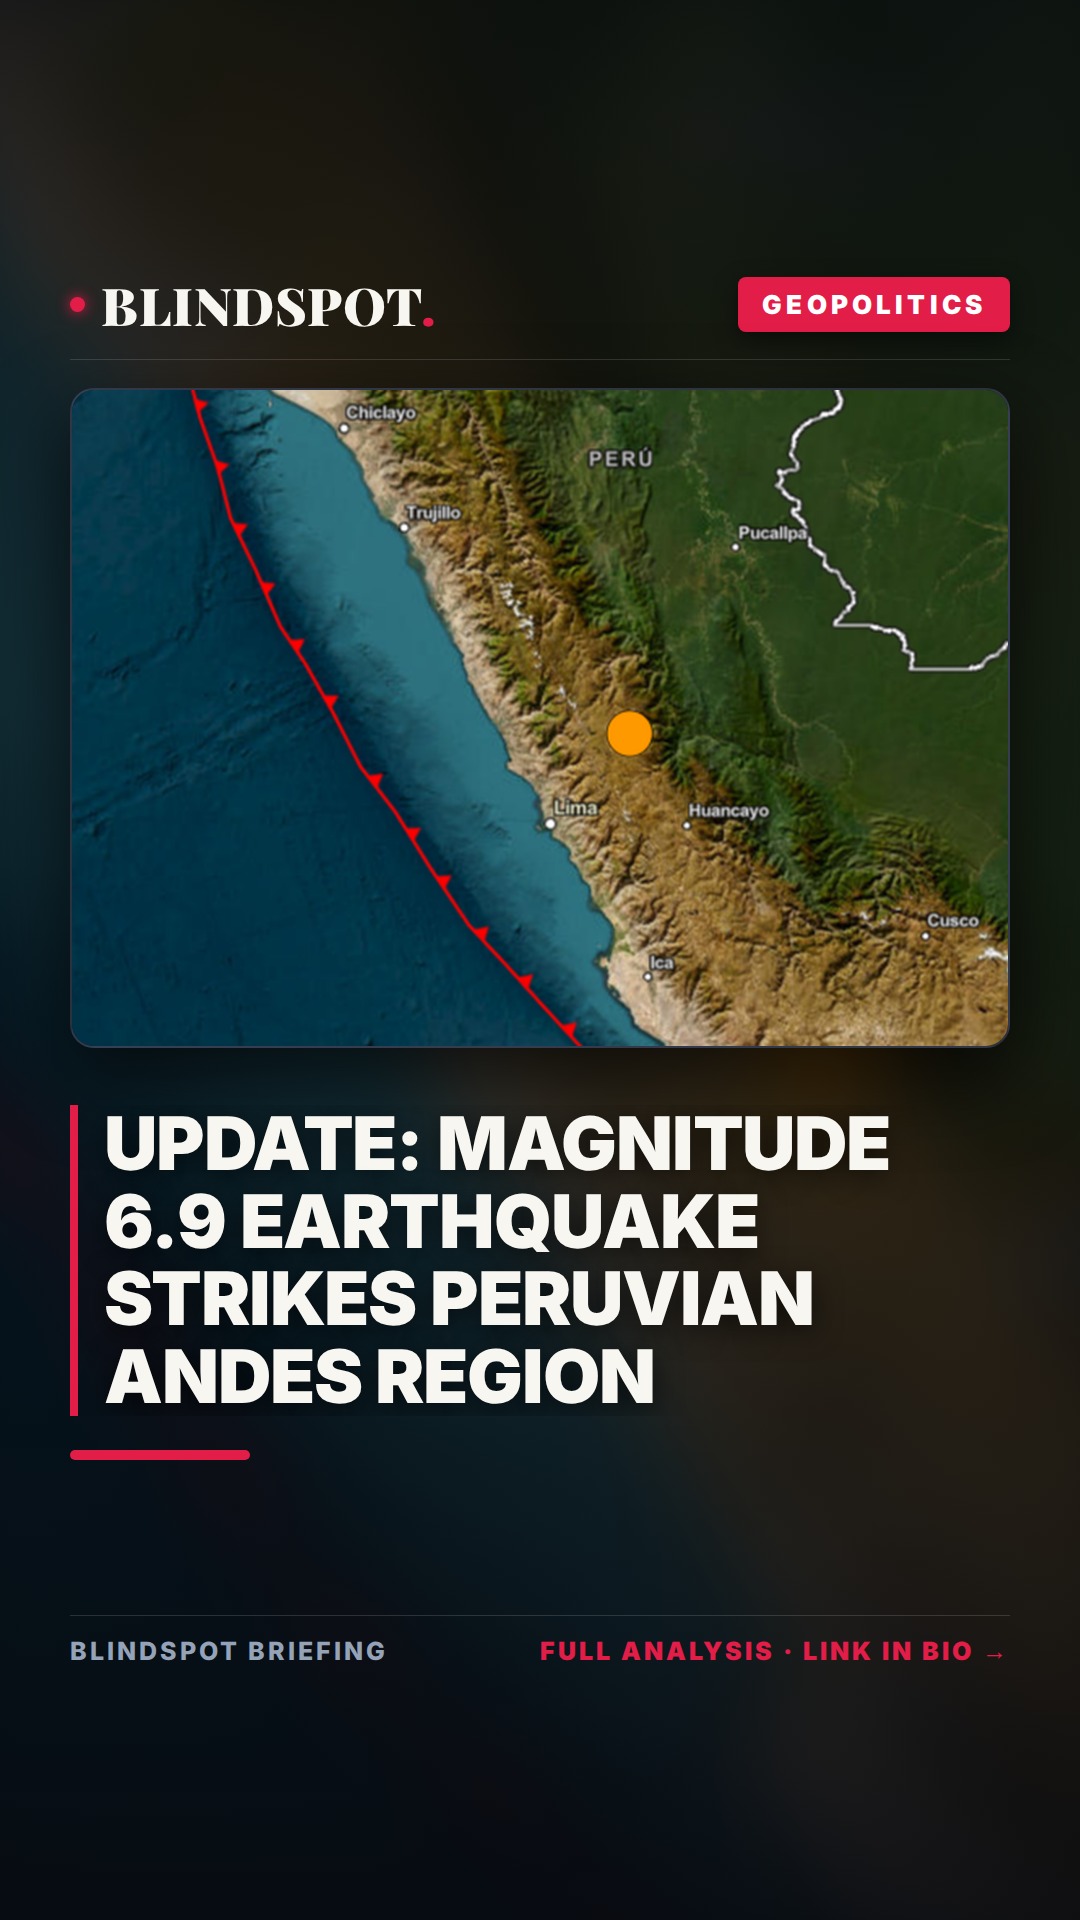 BLINDSPOT.
GEOPOLITICS
Chiclayo
PERÚ
Trujillo
Pucallpa
Lima
Huancayo
Cusco
Ica
UPDATE: MAGNITUDE
6.9 EARTHQUAKE
STRIKES PERUVIAN
ANDES REGION
BLINDSPOT BRIEFING
FULL ANALYSIS · LINK IN BIO →